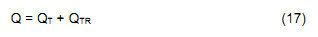 Q = QT + QTR (17)